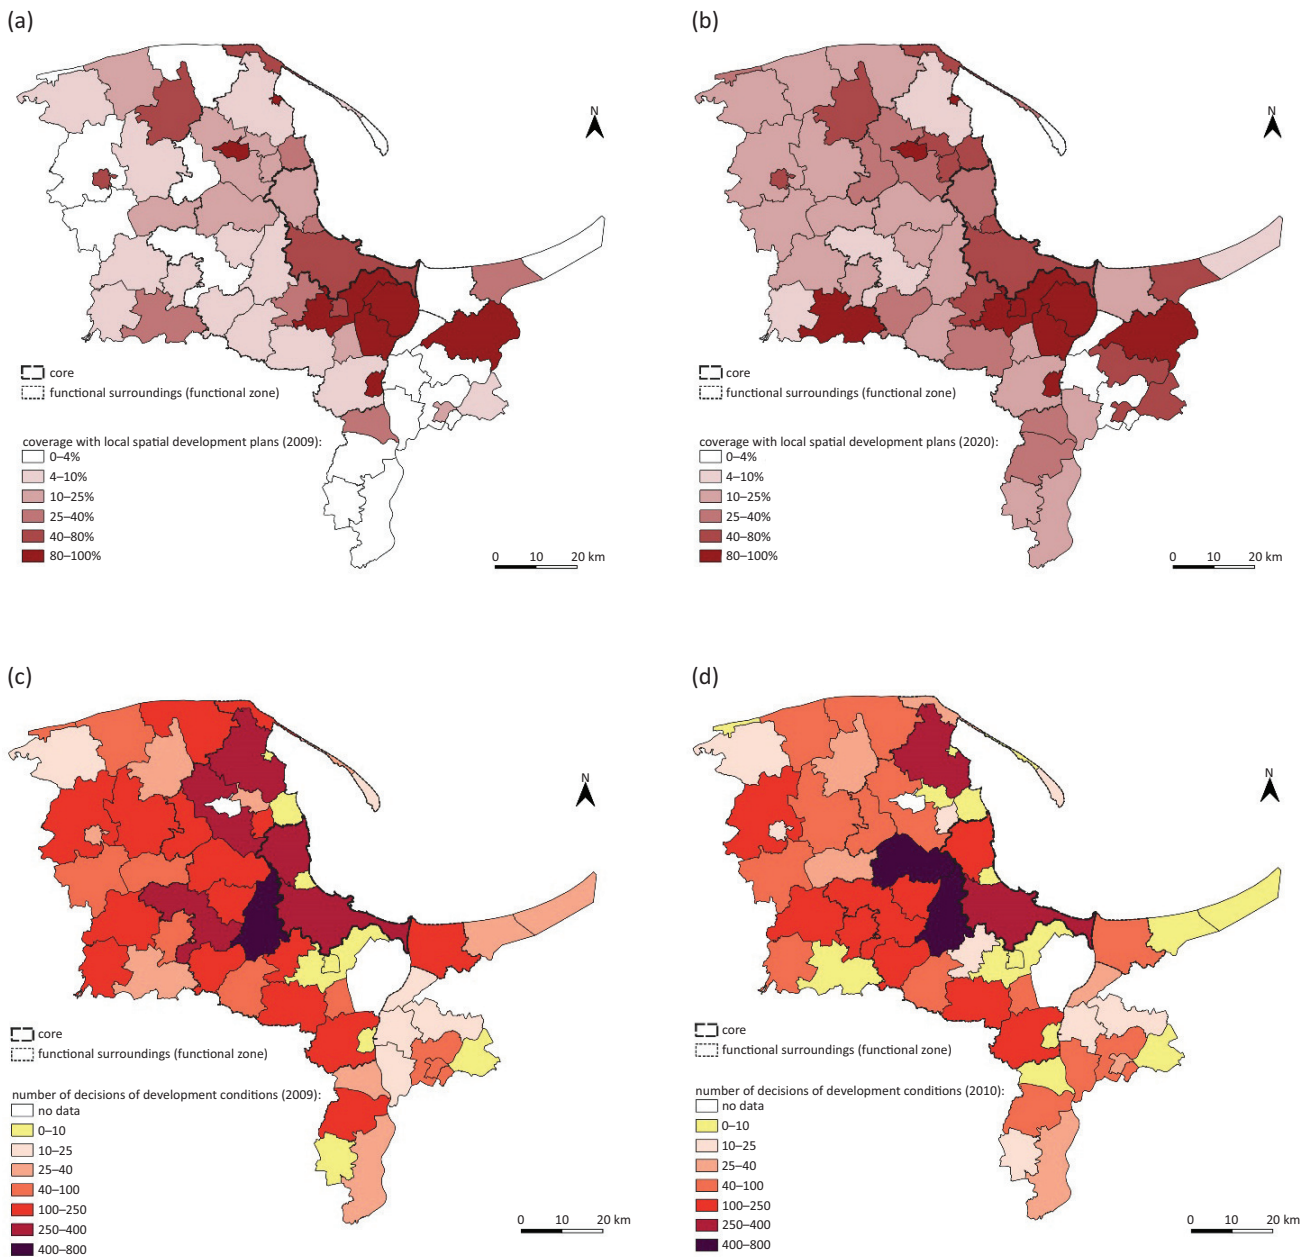 (a)
N
core
functional surroundings (functional zone)
coverage with local spatial development plans (2009):
0–4%
4–10%
10–25%
25–40%
40–80%
80–100%
0 10 20 km
(b)
N
core
functional surroundings (functional zone)
coverage with local spatial development plans (2020):
0–4%
4–10%
10–25%
25–40%
40–80%
80–100%
0 10 20 km
(c)
N
core
functional surroundings (functional zone)
number of decisions of development conditions (2009):
no data
0–10
10–25
25–40
40–100
100–250
250–400
400–800
0 10 20 km
(d)
N
core
functional surroundings (functional zone)
number of decisions of development conditions (2010):
no data
0–10
10–25
25–40
40–100
100–250
250–400
400–800
0 10 20 km